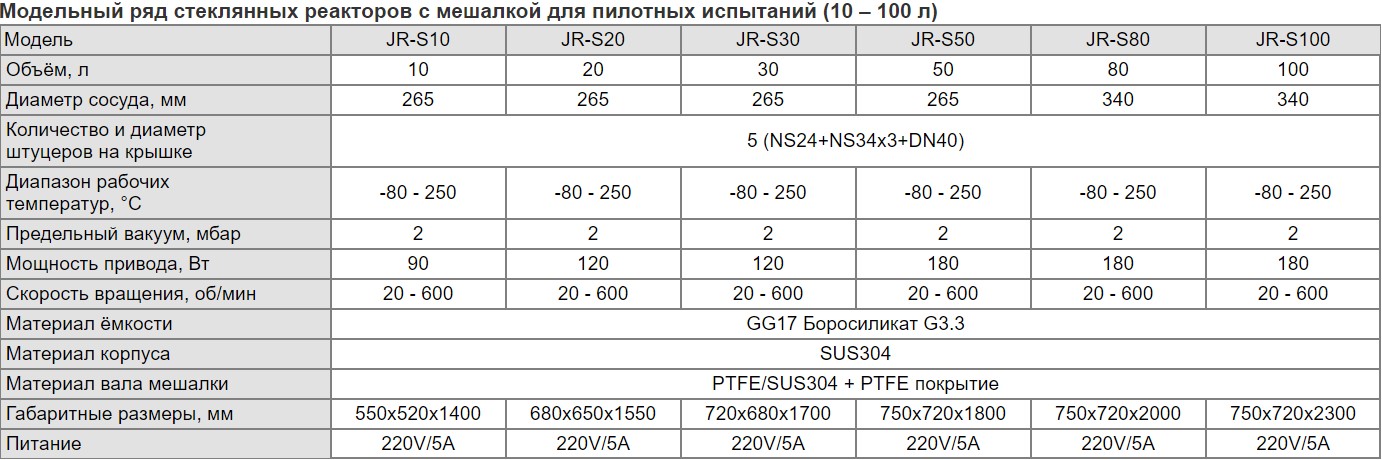 Модельный ряд стеклянных реакторов с мешалкой для пилотных испытаний (10 – 100 л)
Модель JR-S10 JR-S20 JR-S30 JR-S50 JR-S80 JR-S100
Объём, л 10 20 30 50 80 100
Диаметр сосуда, мм 265 265 265 265 340 340
Количество и диаметр
штуцеров на крышке 5 (NS24+NS34x3+DN40)
Диапазон рабочих
температур, °C -80 - 250 -80 - 250 -80 - 250 -80 - 250 -80 - 250 -80 - 250
Предельный вакуум, мбар 2 2 2 2 2 2
Мощность привода, Вт 90 120 120 180 180 180
Скорость вращения, об/мин 20 - 600 20 - 600 20 - 600 20 - 600 20 - 600 20 - 600
Материал ёмкости GG17 Боросиликат G3.3
Материал корпуса SUS304
Материал вала мешалки PTFE/SUS304 + PTFE покрытие
Габаритные размеры, мм 550x520x1400 680x650x1550 720x680x1700 750x720x1800 750x720x2000 750x720x2300
Питание 220V/5A 220V/5A 220V/5A 220V/5A 220V/5A 220V/5A